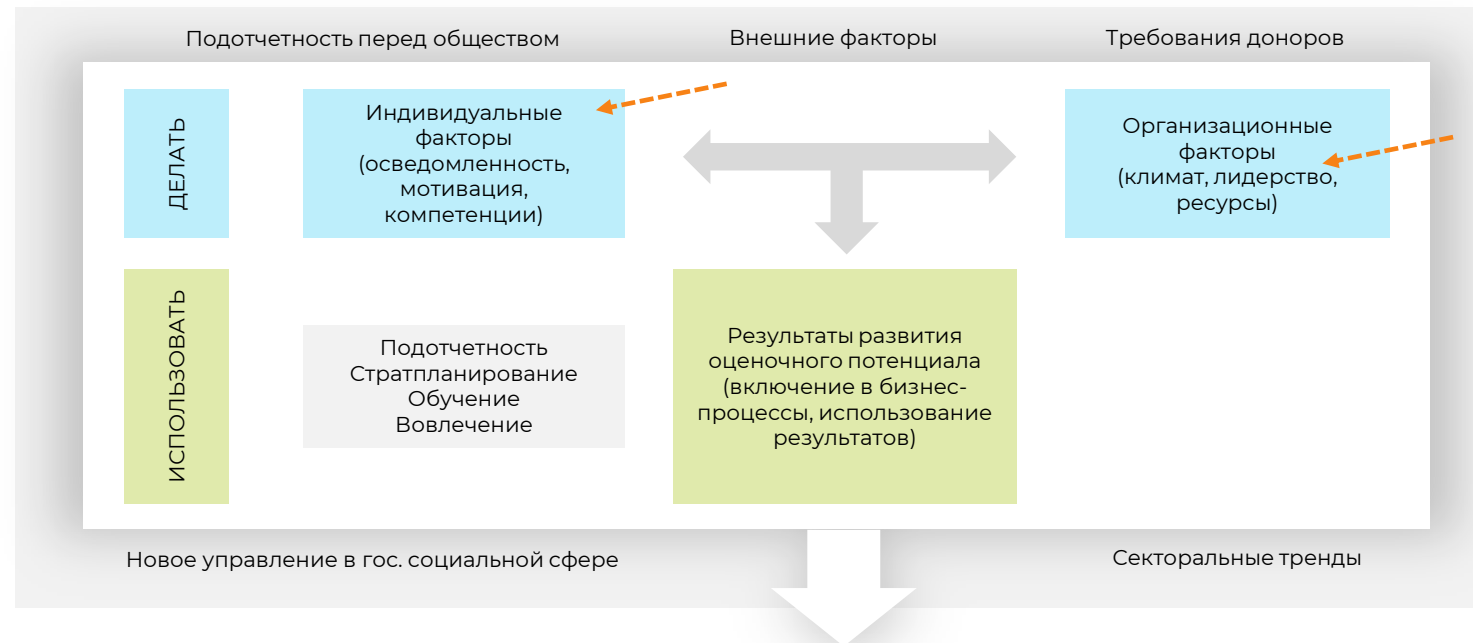 Подотчетность перед обществом
Внешние факторы
Требования доноров
ДЕЛАТЬ
Индивидуальные
факторы
(осведомленность,
мотивация,
компетенции)
Организационные
факторы
(климат, лидерство,
ресурсы)
ИСПОЛЬЗОВАТЬ
Подотчетность
Стратпланирование
Обучение
Вовлечение
Результаты развития
оценочного потенциала
(включение в бизнес-
процессы, использование
результатов)
Новое управление в гос. социальной сфере
Секторальные тренды